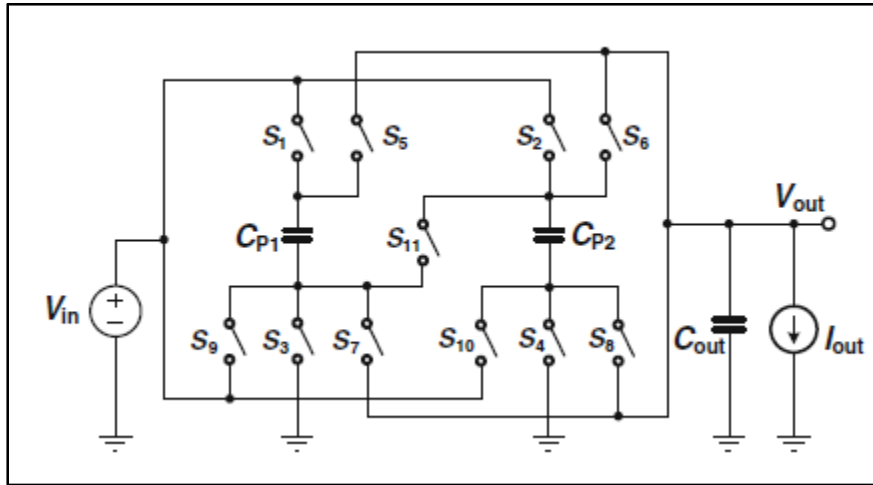 S1
S5
S2
S6
Vout
CP1
S11
CP2
Vin
+
−
S9
S3
S7
S10
S4
S8
Cout
Iout